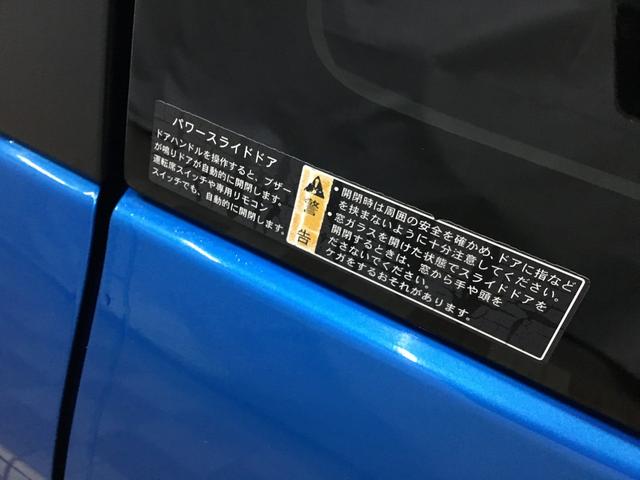 パワースライドドア
ドアハンドルを操作すると、ブザー
が鳴りドアが自動的に開閉します。
運転席スイッチや専用リモコン
スイッチでも、自動的に開閉します。
警告
• 開閉時は周囲の安全を確かめ、ドアに指など
を挟まないように十分注意してください。
• 窓ガラスを開けた状態でスライドドアを
開閉するときは、窓から手や頭を
ださないでください。
ケガをするおそれがあります。